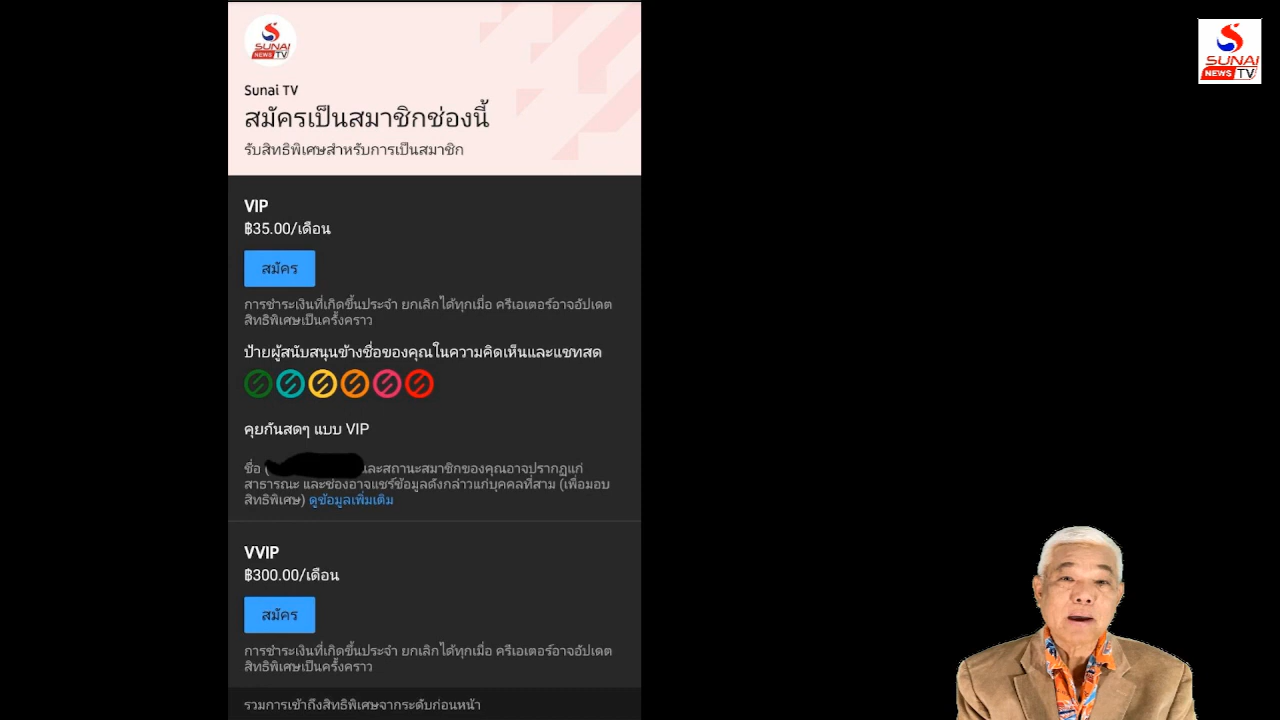 SUNAI
NEWS TV
Sunai TV
สมัครเป็นสมาชิกช่องนี้
รับสิทธิพิเศษสำหรับการเป็นสมาชิก
VIP
฿35.00/เดือน
สมัคร
การชำระเงินที่เกิดขึ้นประจำ ยกเลิกได้ทุกเมื่อ ครีเอเตอร์อาจอัปเดต
สิทธิพิเศษเป็นครั้งคราว
ป้ายผู้สนับสนุนข้างชื่อของคุณในความคิดเห็นและแชทสด
คุยกันสดๆ แบบ VIP
ชื่อ ( และสถานะสมาชิกของคุณอาจปรากฏแก่
สาธารณะ และช่องอาจแชร์ข้อมูลดังกล่าวแก่บุคคลที่สาม (เพื่อมอบ
สิทธิพิเศษ) ดูข้อมูลเพิ่มเติม
VVIP
฿300.00/เดือน
สมัคร
การชำระเงินที่เกิดขึ้นประจำ ยกเลิกได้ทุกเมื่อ ครีเอเตอร์อาจอัปเดต
สิทธิพิเศษเป็นครั้งคราว
รวมการเข้าถึงสิทธิพิเศษจากระดับก่อนหน้า
SUNAI
NEWS TV